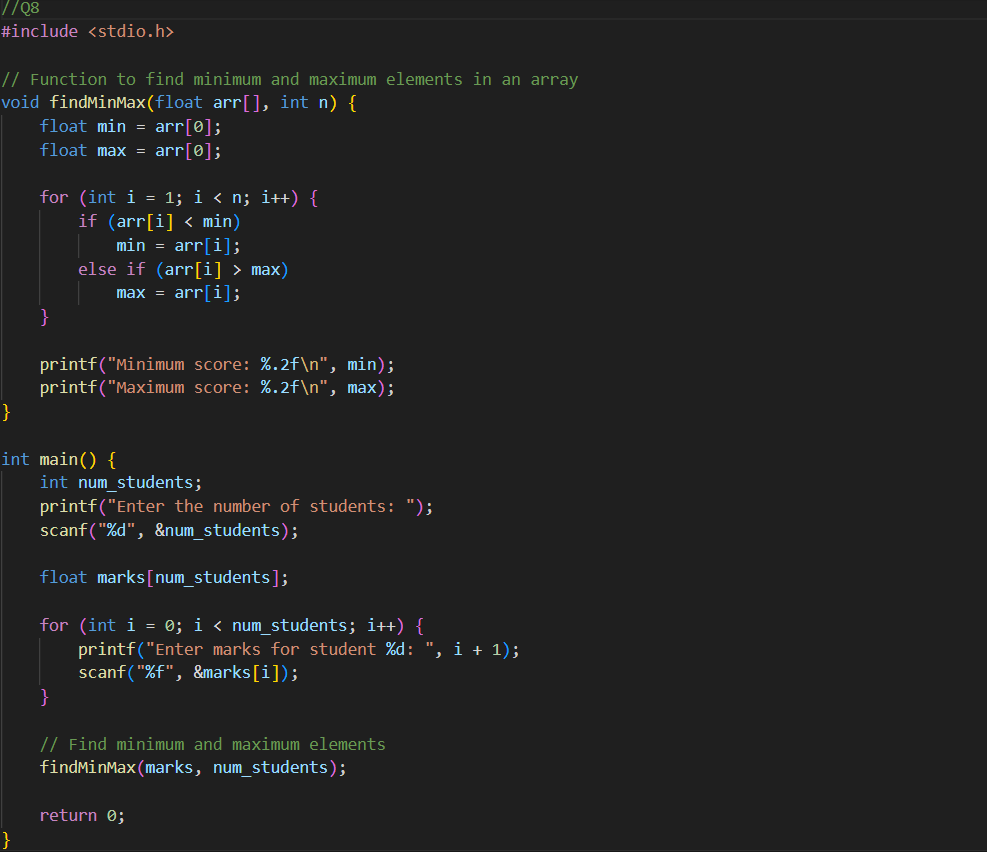 //Q8
#include <stdio.h>

// Function to find minimum and maximum elements in an array
void findMinMax(float arr[], int n) {
    float min = arr[0];
    float max = arr[0];

    for (int i = 1; i < n; i++) {
        if (arr[i] < min)
            min = arr[i];
        else if (arr[i] > max)
            max = arr[i];
    }

    printf("Minimum score: %.2f\n", min);
    printf("Maximum score: %.2f\n", max);
}

int main() {
    int num_students;
    printf("Enter the number of students: ");
    scanf("%d", &num_students);

    float marks[num_students];

    for (int i = 0; i < num_students; i++) {
        printf("Enter marks for student %d: ", i + 1);
        scanf("%f", &marks[i]);
    }

    // Find minimum and maximum elements
    findMinMax(marks, num_students);

    return 0;
}